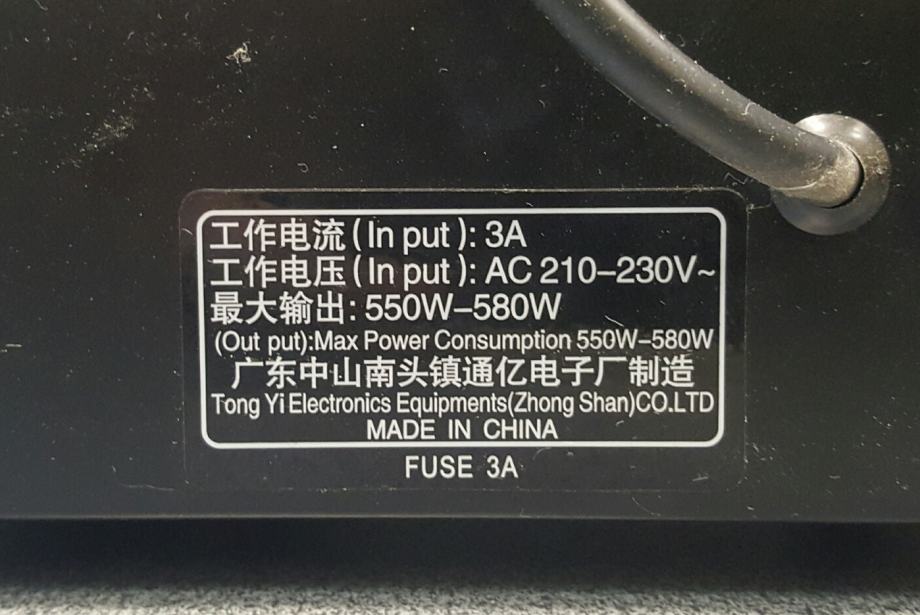 工作电流(In put): 3A
工作电压(In put): AC 210-230V~
最大输出: 550W-580W
(Out put):Max Power Consumption 550W-580W
广东中山南头镇通亿电子厂制造
Tong Yi Electronics Equipments(Zhong Shan)CO.LTD
MADE IN CHINA
FUSE 3A